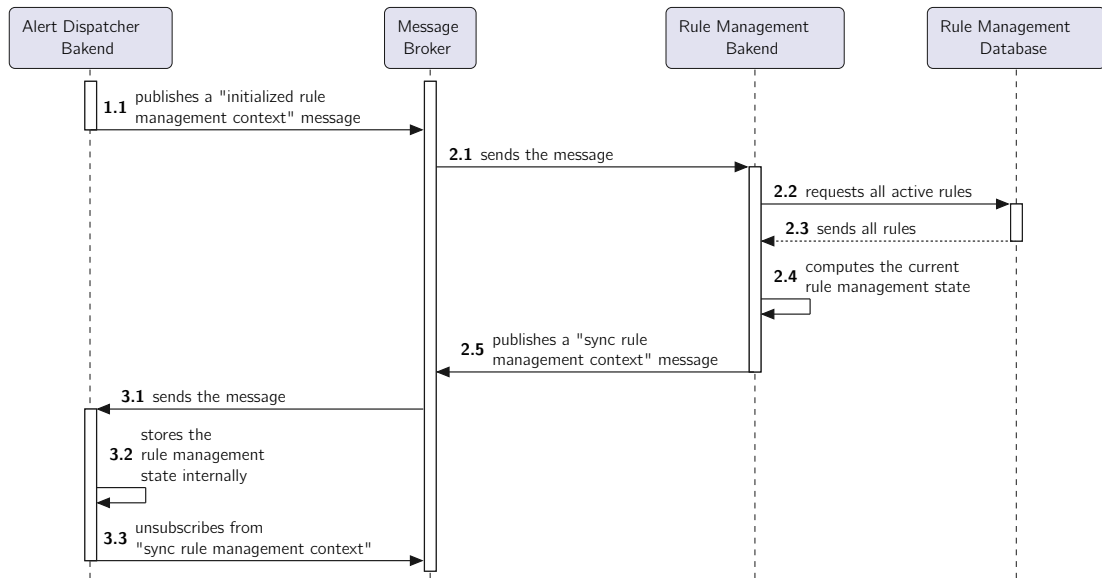 Alert Dispatcher
Bakend
Message
Broker
Rule Management
Bakend
Rule Management
Database
1.1 publishes a "initialized rule
management context" message
2.1 sends the message
2.2 requests all active rules
2.3 sends all rules
2.4 computes the current
rule management state
2.5 publishes a "sync rule
management context" message
3.1 sends the message
3.2 stores the
rule management
state internally
3.3 unsubscribes from
"sync rule management context"